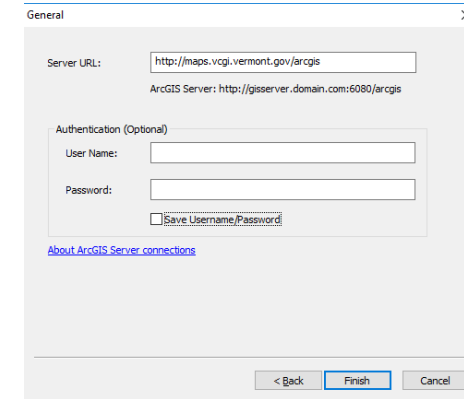 General
Server URL:
http://maps.vcgi.vermont.gov/arcgis
ArcGIS Server: http://gisserver.domain.com:6080/arcgis
Authentication (Optional)
User Name:
Password:
Save Username/Password
About ArcGIS Server connections
< Back Finish Cancel